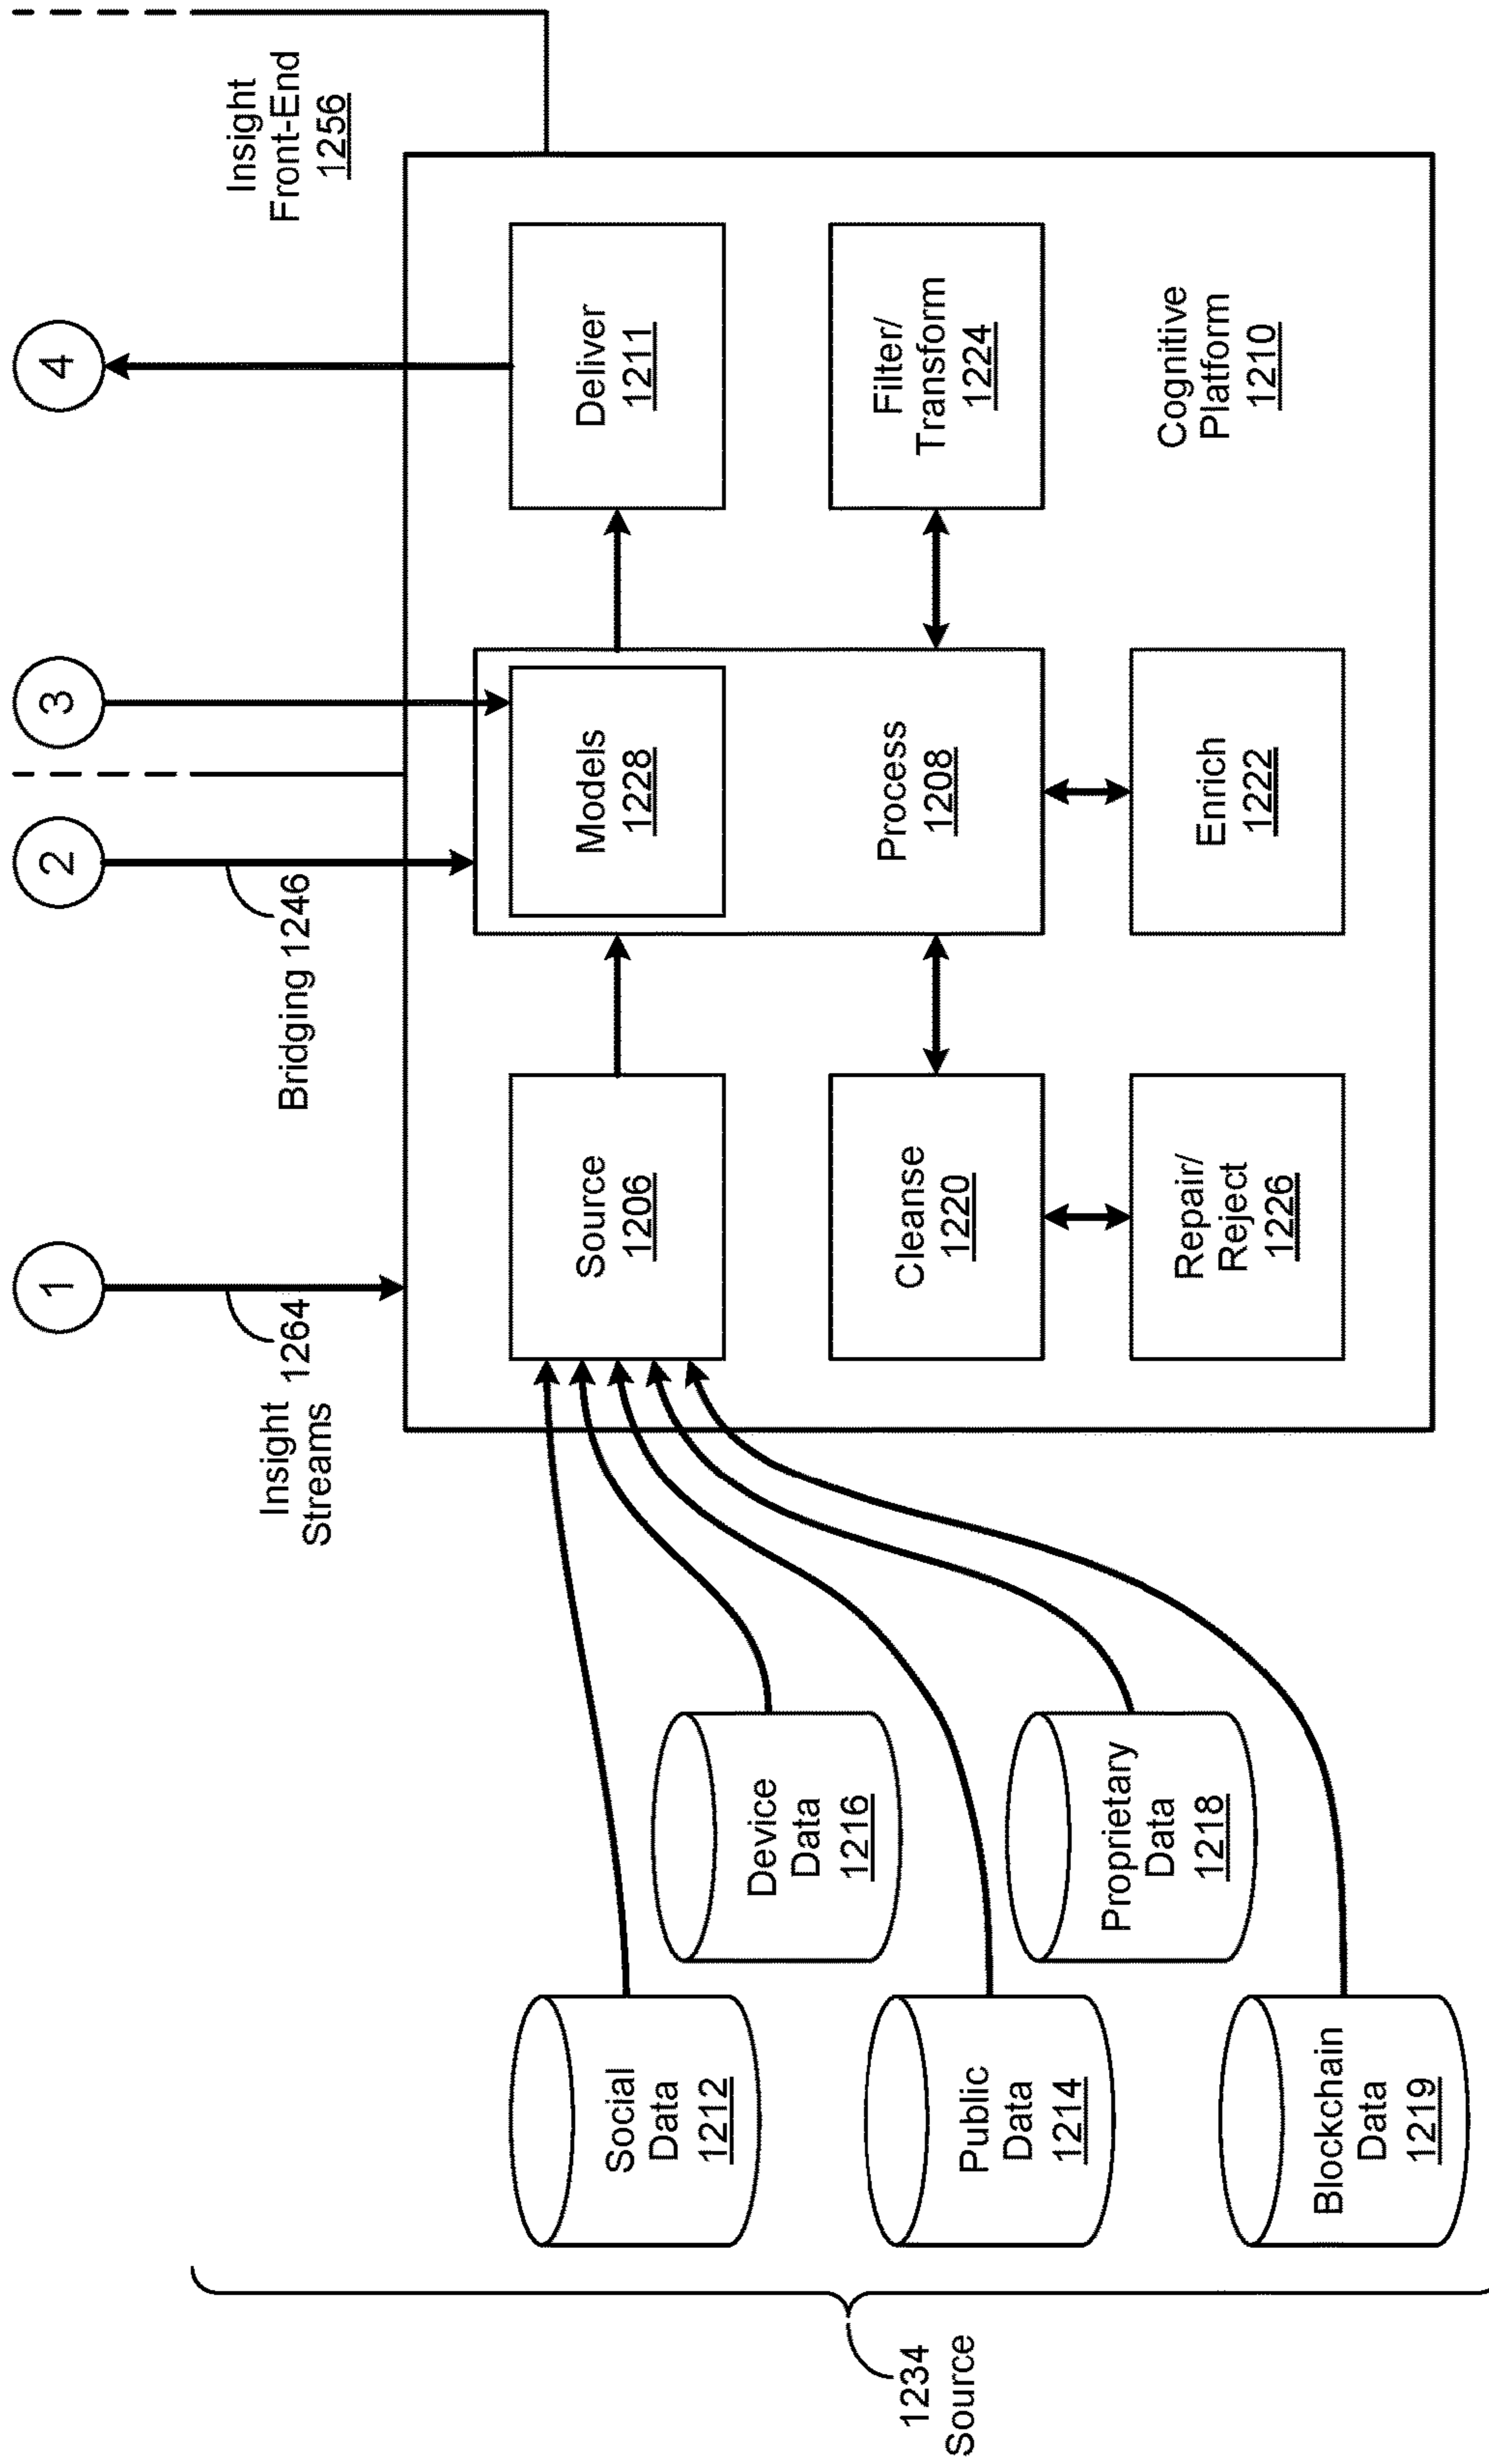 1
2
3
4
Insight
Front-End
1256
Insight
Streams
1264
Bridging 1246
Source
1206
Models
1228
Process
1208
Deliver
1211
Cleanse
1220
Filter/
Transform
1224
Repair/
Reject
1226
Enrich
1222
Cognitive
Platform
1210
Social
Data
1212
Device
Data
1216
Public
Data
1214
Proprietary
Data
1218
Blockchain
Data
1219
1234
Source